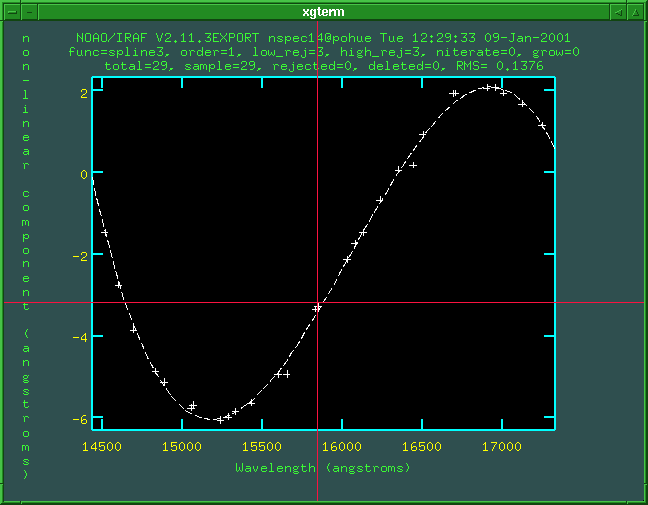 xgterm
NOAO/IRAF V2.11.3EXPORT nspec14@pohue Tue 12:29:33 09-Jan-2001
func=spline3, order=1, low_rej=3, high_rej=3, niterate=0, grow=0
total=29, sample=29, rejected=0, deleted=0, RMS= 0.1376
non-linear component (angstroms)
2
0
-2
-4
-6
14500 15000 15500 16000 16500 17000
Wavelength (angstroms)